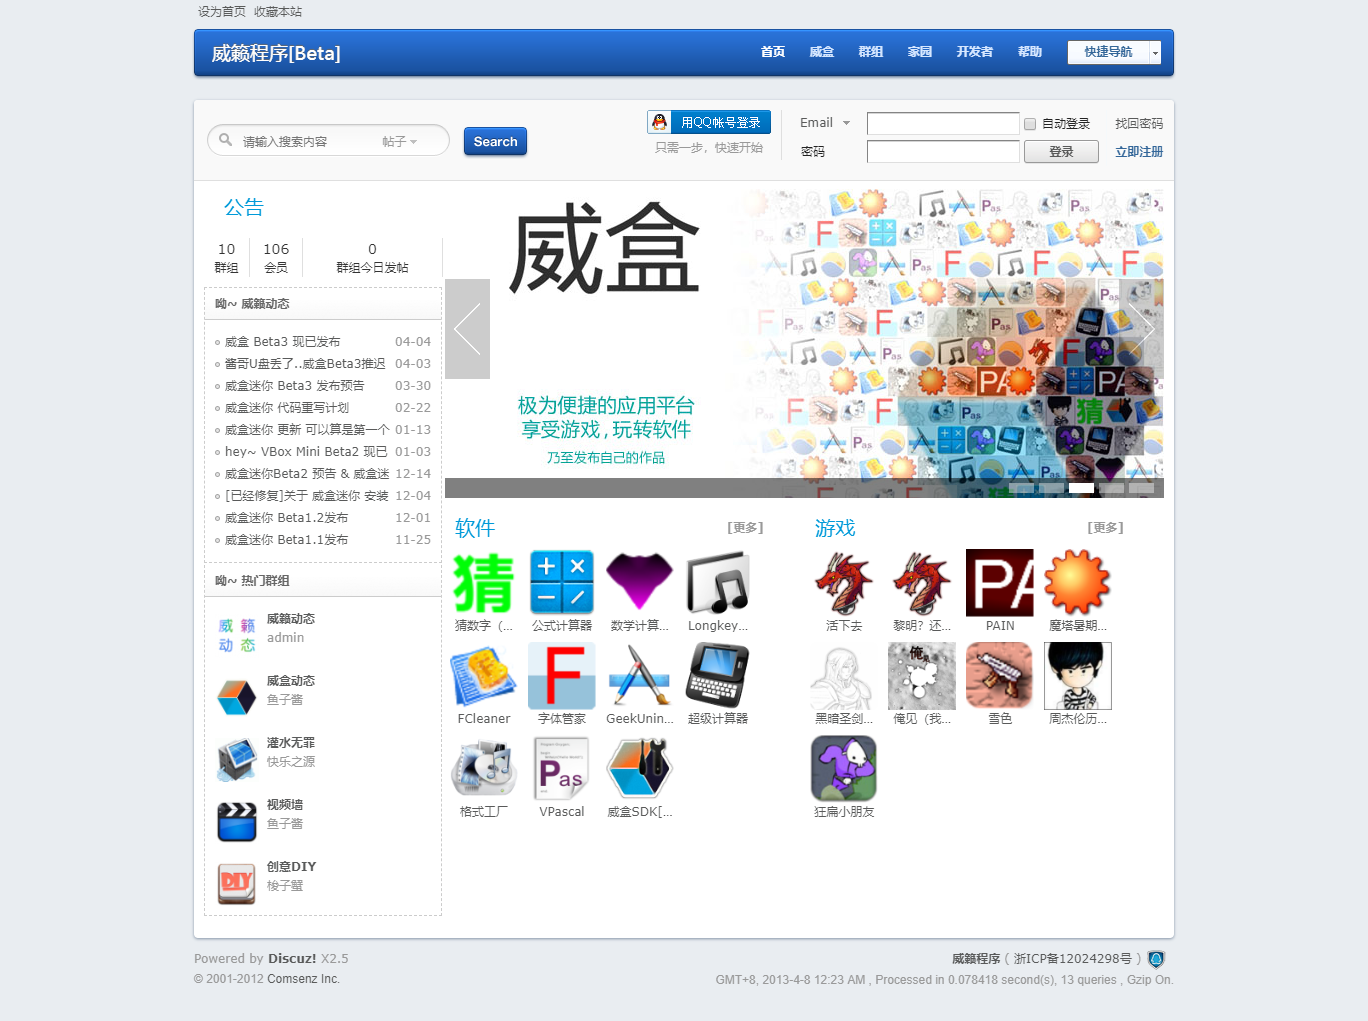 设为首页 收藏本站
威籁程序[Beta]
首页 威盒 群组 家园 开发者 帮助 快捷导航
请输入搜索内容 帖子 Search
用QQ帐号登录
只需一步，快速开始
Email 自动登录 找回密码
密码 登录 立即注册
公告
10 106 0
群组 会员 群组今日发帖
呦~ 威籁动态
威盒 Beta3 现已发布 04-04
酱哥U盘丢了..威盒Beta3推迟 04-03
威盒迷你 Beta3 发布预告 03-30
威盒迷你 代码重写计划 02-22
威盒迷你 更新 可以算是第一个 01-13
hey~ VBox Mini Beta2 现已 01-03
威盒迷你Beta2 预告 & 威盒迷 12-14
[已经修复]关于 威盒迷你 安装 12-04
威盒迷你 Beta1.2发布 12-01
威盒迷你 Beta1.1发布 11-25
呦~ 热门群组
威籁动态
威籁动态
admin
威盒动态
鱼子酱
灌水无罪
快乐之源
视频墙
鱼子酱
DIY
创意DIY
梭子蟹
威盒
极为便捷的应用平台
享受游戏,玩转软件
乃至发布自己的作品
软件 [更多]
猜
猜数字（... 公式计算器 数学计算... Longkey...
F
FCleaner 字体管家 GeekUnin... 超级计算器
Pas
格式工厂 VPascal 威盒SDK[...
游戏 [更多]
PAIN
活下去 黎明？还... PAIN 魔塔暑期...
俺
黑暗圣剑... 俺见（我... 雪色 周杰伦历...
狂扁小朋友
Powered by Discuz! X2.5
© 2001-2012 Comsenz Inc.
威籁程序 ( 浙ICP备12024298号 )
GMT+8, 2013-4-8 12:23 AM , Processed in 0.078418 second(s), 13 queries , Gzip On.